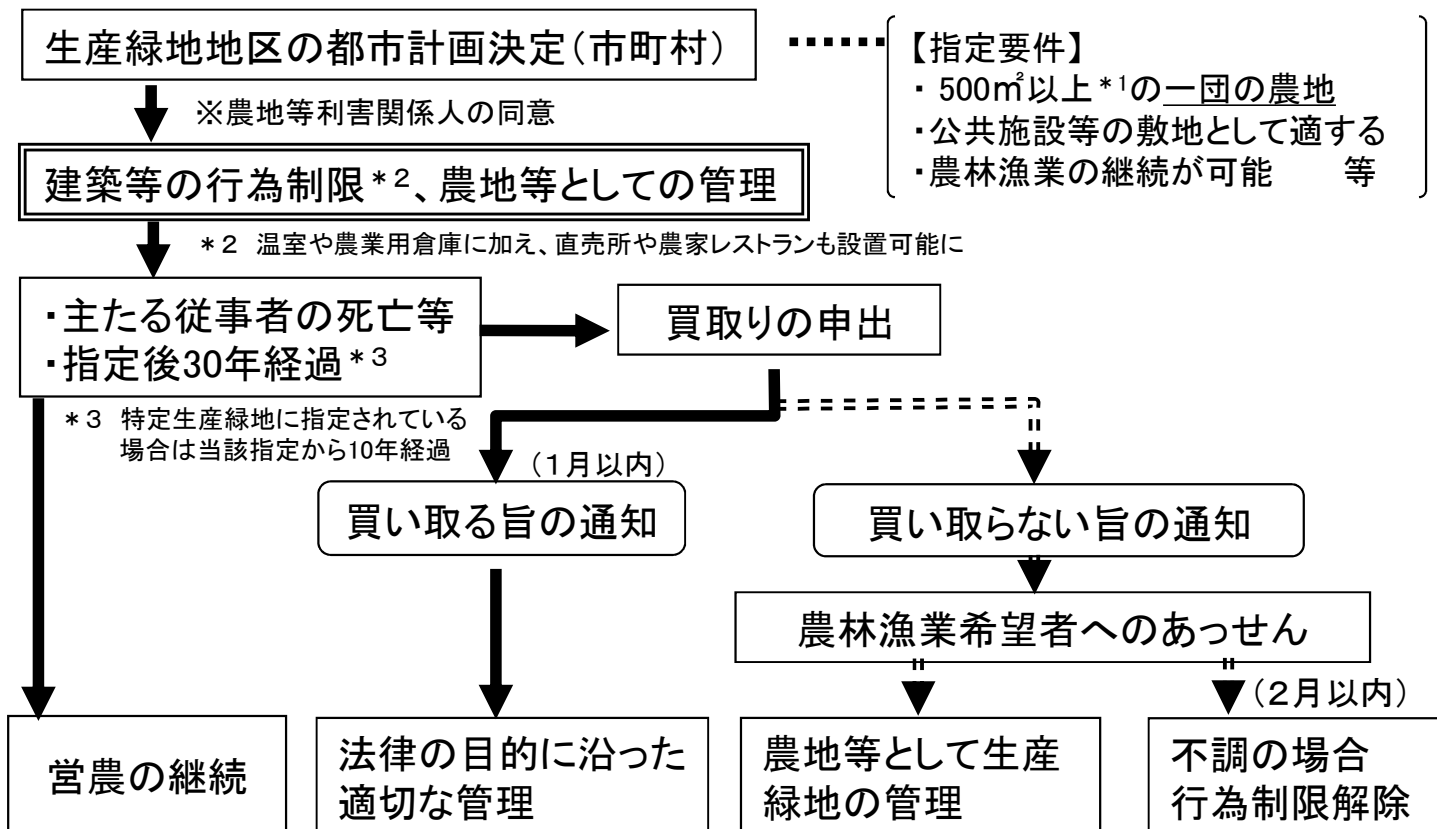 生産緑地地区の都市計画決定(市町村)
【指定要件】
・ 500㎡以上*1の一団の農地
・公共施設等の敷地として適する
・農林漁業の継続が可能 等
※農地等利害関係人の同意
建築等の行為制限*2、農地等としての管理
*2 温室や農業用倉庫に加え、直売所や農家レストランも設置可能に
・主たる従事者の死亡等
・指定後30年経過*3
買取りの申出
*3 特定生産緑地に指定されている
場合は当該指定から10年経過
(1月以内)
買い取る旨の通知
買い取らない旨の通知
農林漁業希望者へのあっせん
(2月以内)
営農の継続
法律の目的に沿った
適切な管理
農地等として生産
緑地の管理
不調の場合
行為制限解除